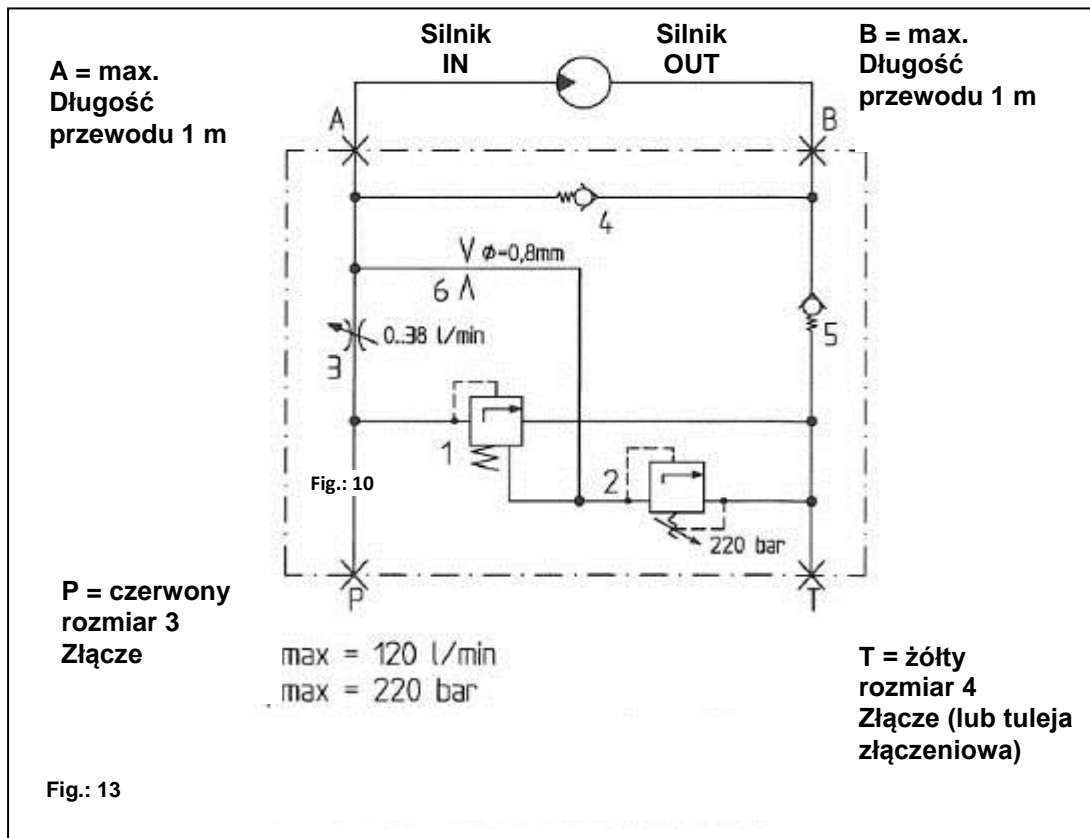 Silnik
IN
Silnik
OUT
A = max.
Długość
przewodu 1 m
B = max.
Długość
przewodu 1 m
A
B
4
V ϕ=0,8mm
6 Λ
0..38 l/min
3
5
1
2
Fig.: 10
220 bar
P = czerwony
rozmiar 3
Złącze
P
T
max = 120 l/min
max = 220 bar
T = żółty
rozmiar 4
Złącze (lub tuleja
złączeniowa)
Fig.: 13